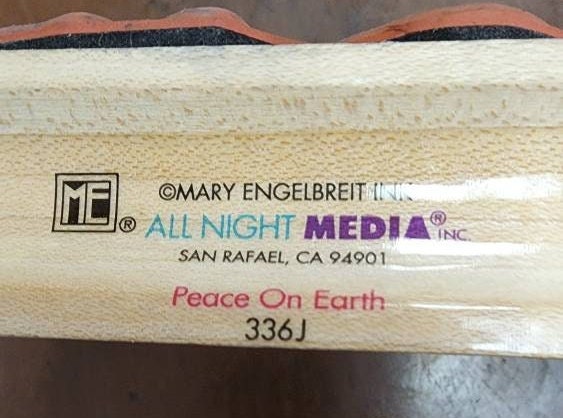 ME® ©MARY ENGELBREIT INK
ALL NIGHT MEDIA® INC.
SAN RAFAEL, CA 94901
Peace On Earth
336J